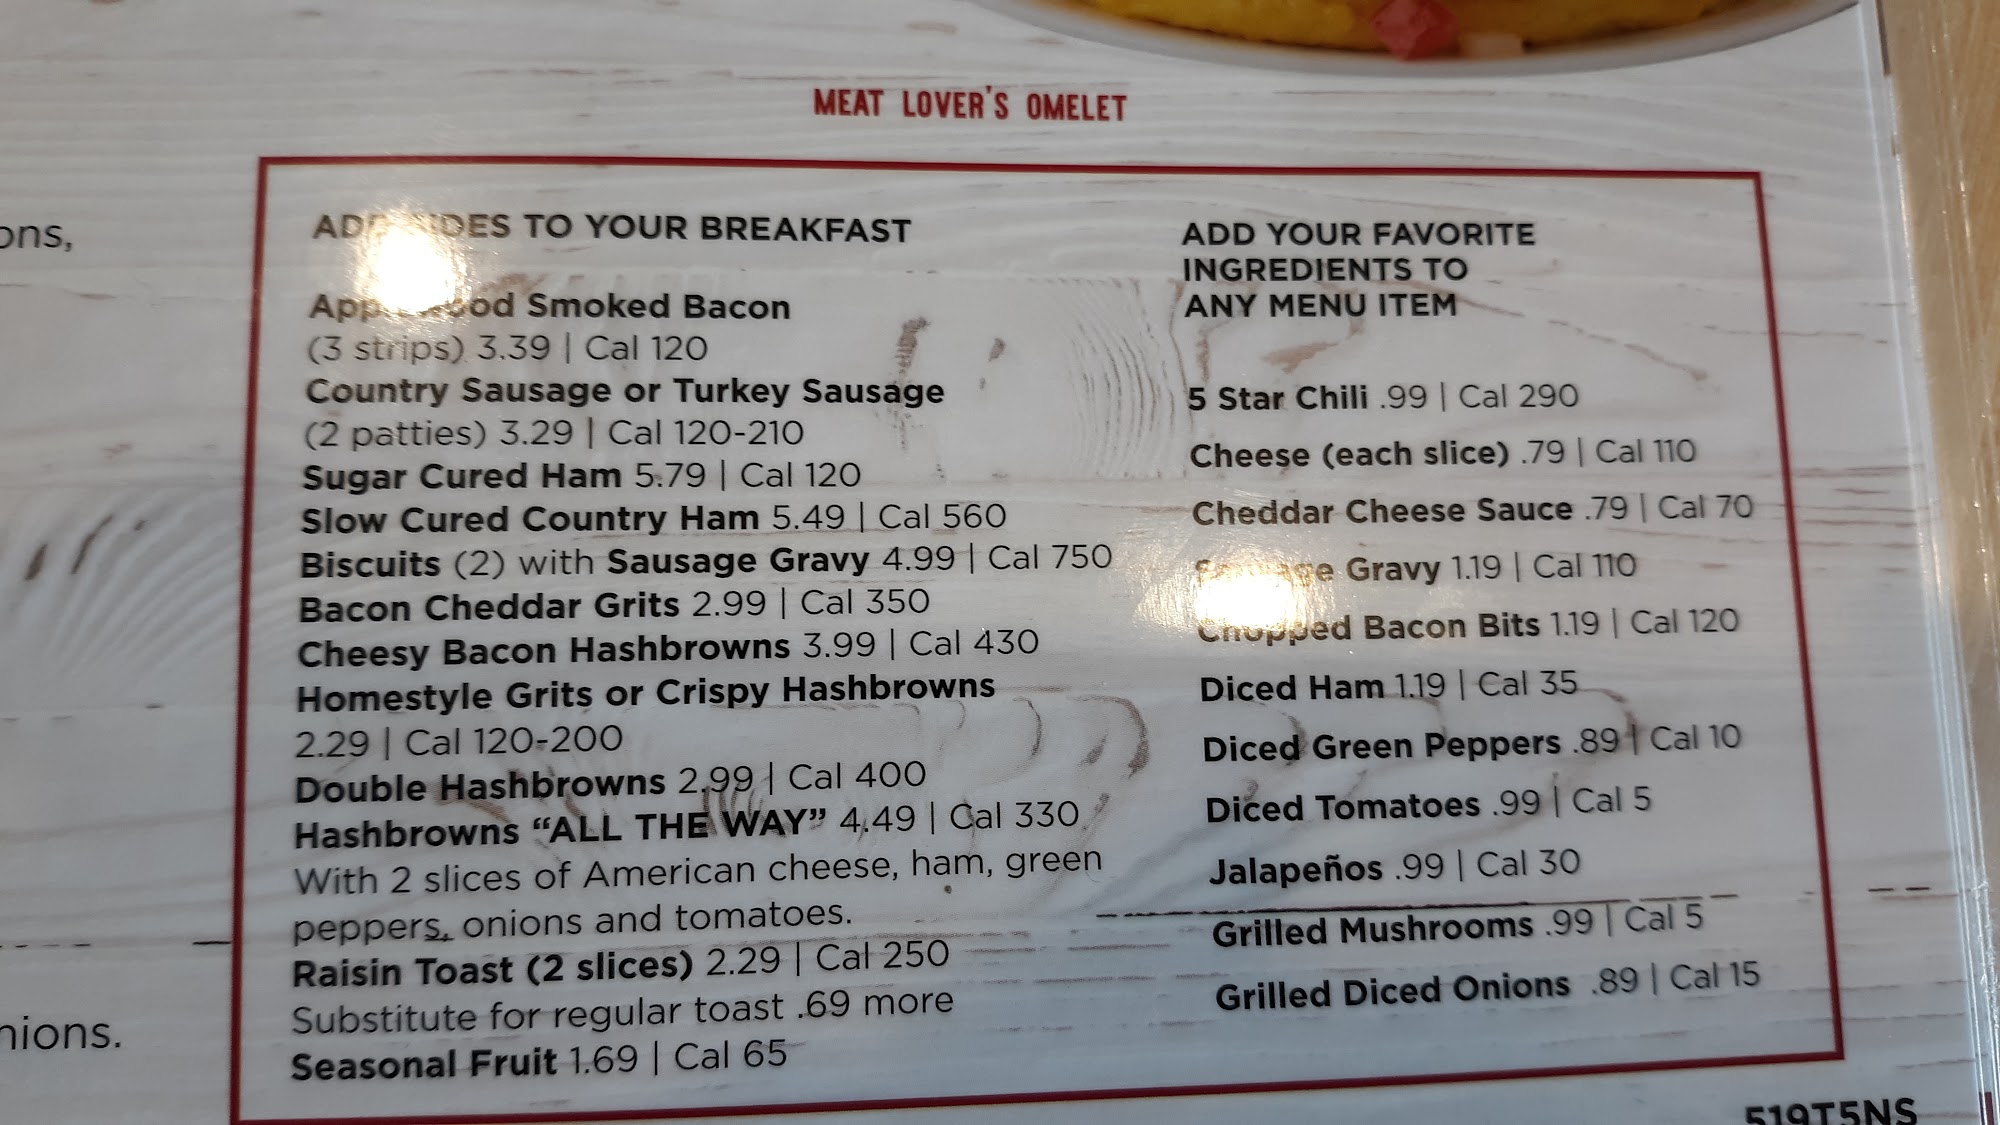 MEAT LOVER'S OMELET
ons,
nions.
TO YOUR BREAKFAST
Smoked Bacon
(3 strips) 3.39 | Cal 120
Country Sausage or Turkey Sausage
(2 patties) 3.29 | Cal 120-210
Sugar Cured Ham 5.79 | Cal 120
Slow Cured Country Ham 5.49 | Cal 560
Biscuits (2) with Sausage Gravy 4.99 | Cal 750
Bacon Cheddar Grits 2.99 | Cal 350
Cheesy Bacon Hashbrowns 3.99 | Cal 430
Homestyle Grits or Crispy Hashbrowns
2.29 | Cal 120-200
Double Hashbrowns 2.99 | Cal 400
Hashbrowns “ALL THE WAY” 4.49 | Cal 330
With 2 slices of American cheese, ham, green
peppers, onions and tomatoes.
Raisin Toast (2 slices) 2.29 | Cal 250
Substitute for regular toast .69 more
Seasonal Fruit 1.69 | Cal 65
ADD YOUR FAVORITE
INGREDIENTS TO
ANY MENU ITEM
5 Star Chili .99 | Cal 290
Cheese (each slice) .79 | Cal 110
Cheddar Cheese Sauce .79 | Cal 70
Gravy 1.19 | Cal 110
Chopped Bacon Bits 1.19 | Cal 120
Diced Ham 1.19 | Cal 35
Diced Green Peppers .89 | Cal 10
Diced Tomatoes .99 | Cal 5
Jalapeños .99 | Cal 30
Grilled Mushrooms .99 | Cal 5
Grilled Diced Onions .89 | Cal 15
519T5NS